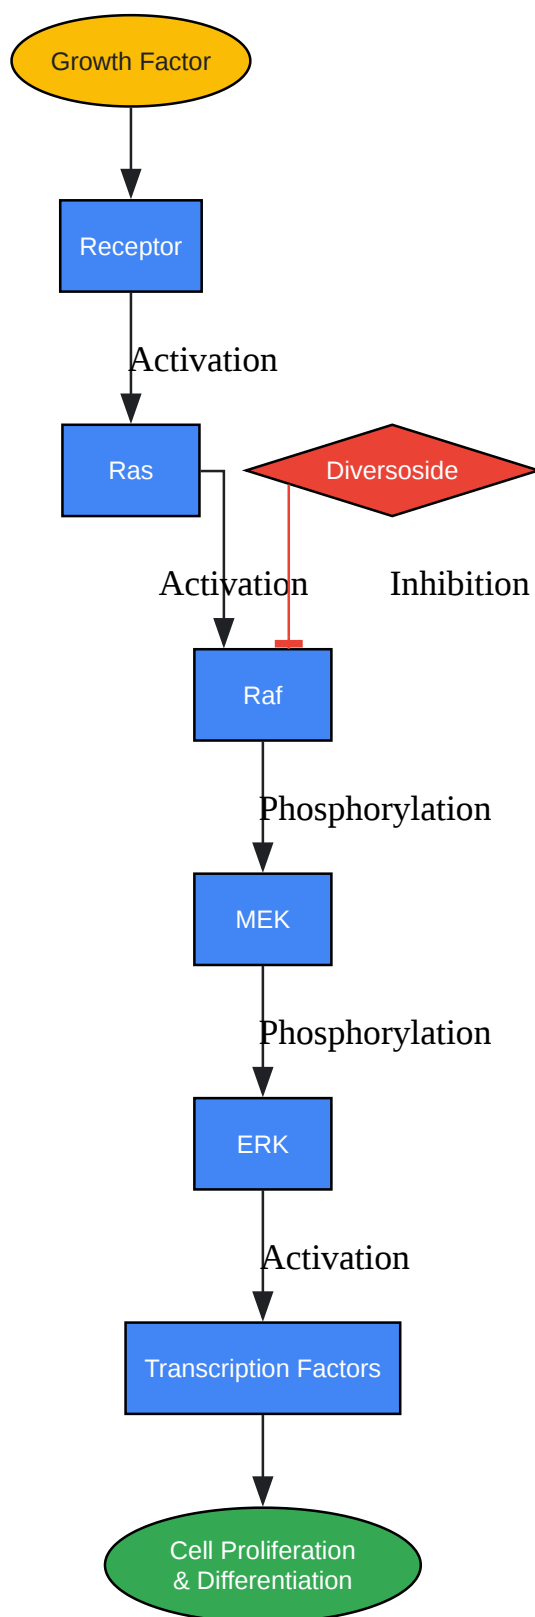 Growth Factor
Receptor
Activation
Ras
Diversoside
Activation
Inhibition
Raf
Phosphorylation
MEK
Phosphorylation
ERK
Activation
Transcription Factors
Cell Proliferation
& Differentiation